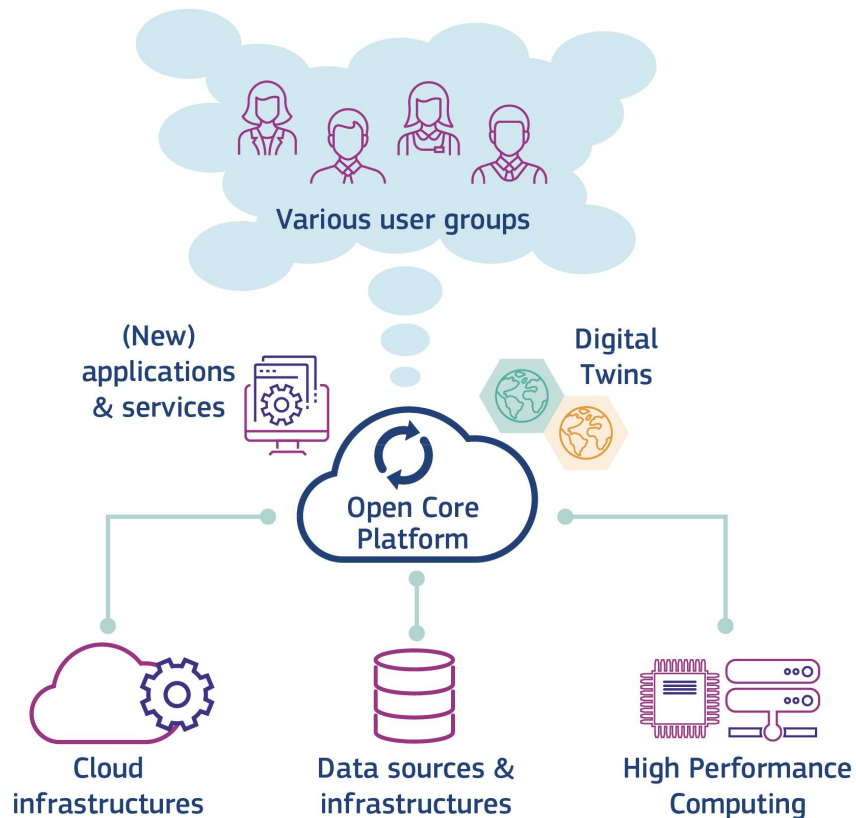 Various user groups
(New)
applications
& services
Digital
Twins
Open Core
Platform
Cloud
infrastructures
Data sources &
infrastructures
High Performance
Computing